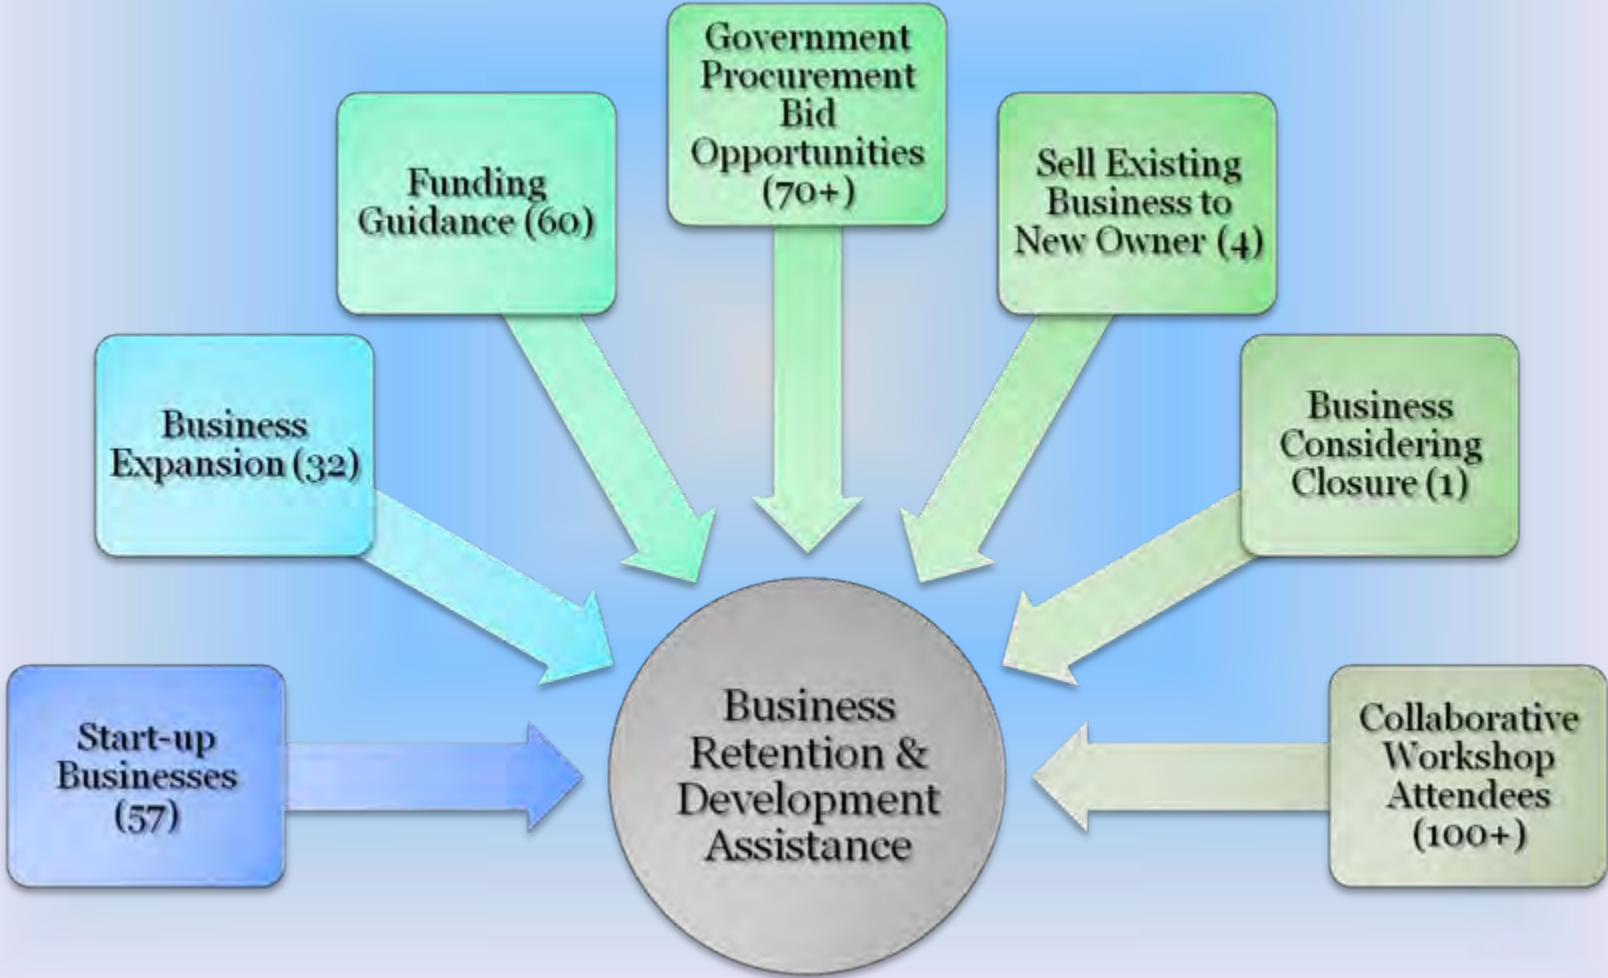 Government
Procurement
Bid
Opportunities
(70+)
Funding
Guidance (60)
Sell Existing
Business to
New Owner (4)
Business
Expansion (32)
Business
Considering
Closure (1)
Start-up
Businesses
(57)
Business
Retention &
Development
Assistance
Collaborative
Workshop
Attendees
(100+)